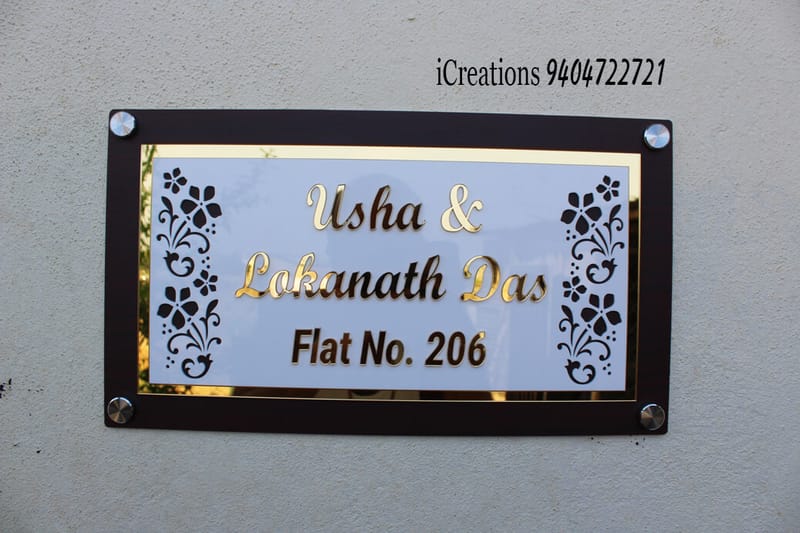 iCreations 9404722721
Usha &
Lokanath Das
Flat No. 206